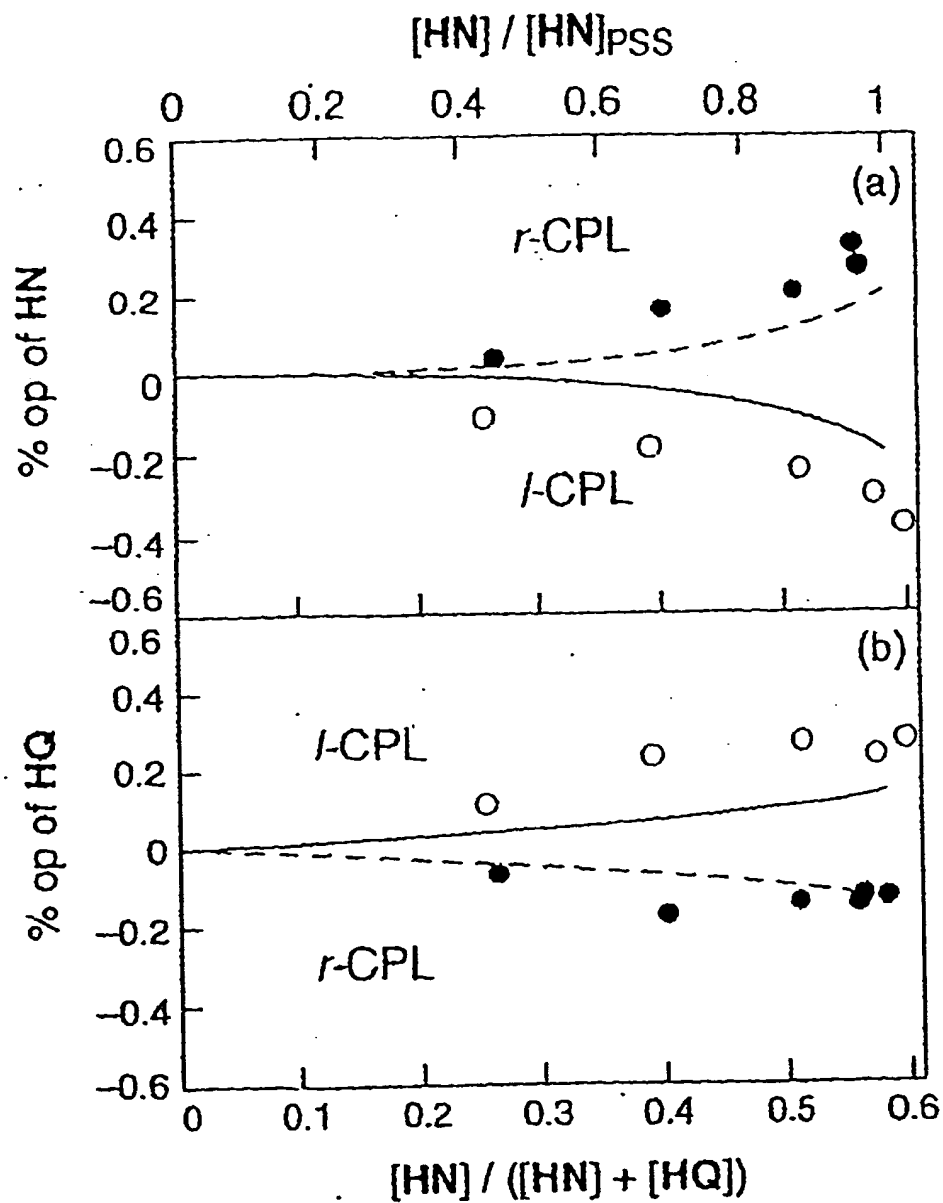 [HN] / [HN]PSS
0 0.2 0.4 0.6 0.8 1
0.6
(a)
r-CPL
0.4
0.2
0
−0.2
l-CPL
−0.4
−0.6
% op of HN
0.6
(b)
0.4
l-CPL
0.2
0
−0.2
r-CPL
−0.4
−0.6
% op of HQ
0 0.1 0.2 0.3 0.4 0.5 0.6
[HN] / ([HN] + [HQ])